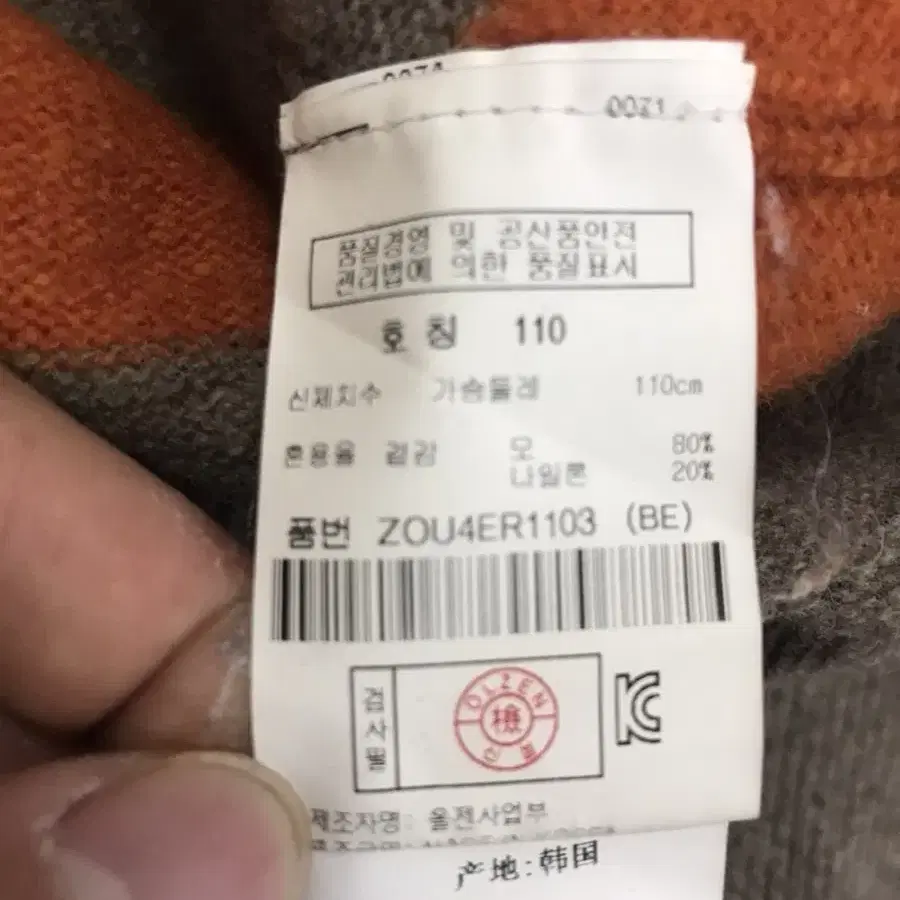 0071
품질경영 및 공산품안전
관리법에 의한 품질표시
호 칭 110
신체치수 가슴둘레 110cm
혼용율 겉감 모 80%
나일론 20%
품번 ZOU4ER1103 (BE)
검사필
OLZEN
檢
제조자명: 올젠사업부
产地:韩国